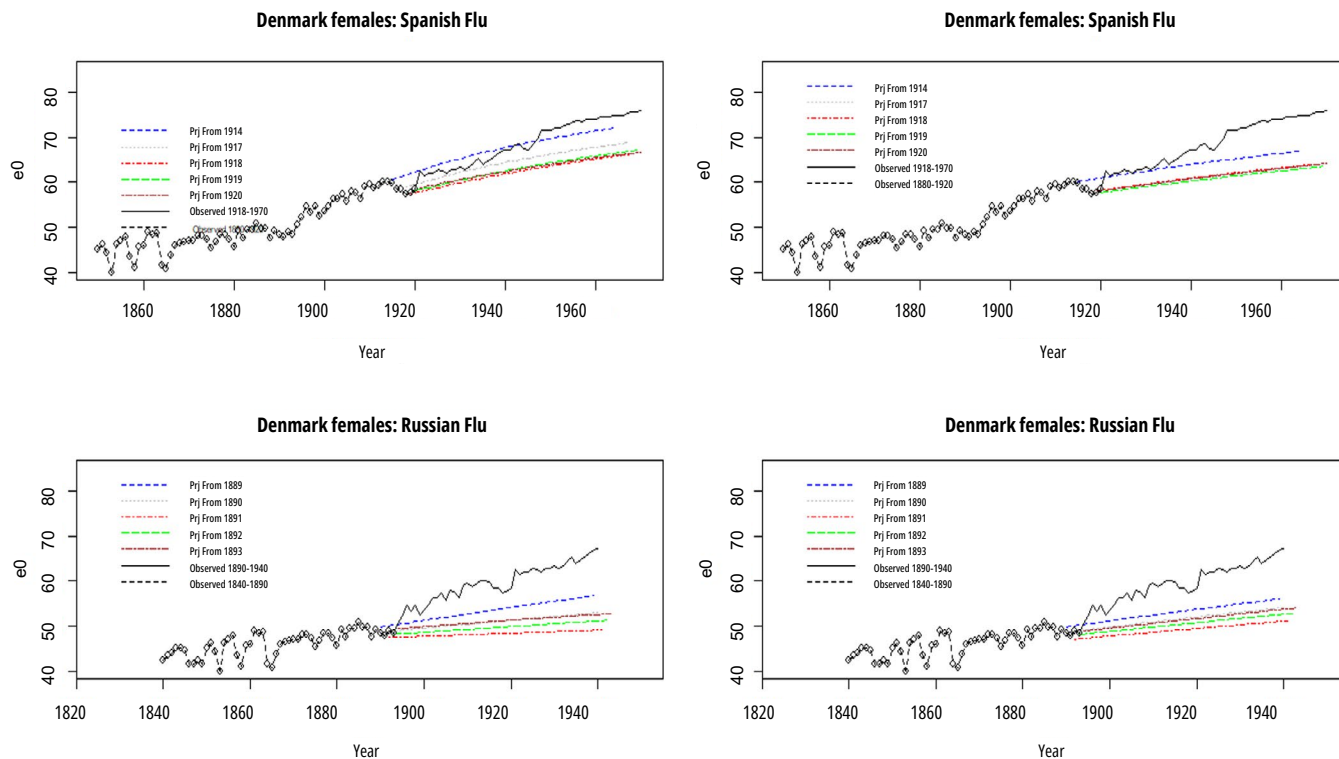 Denmark females: Spanish Flu
e0
80
70
60
50
40
Prj From 1914
Prj From 1917
Prj From 1918
Prj From 1919
Prj From 1920
Observed 1918-1970
Observed
1860
1880
1900
1920
1940
1960
Year
Denmark females: Spanish Flu
e0
80
70
60
50
40
Prj From 1914
Prj From 1917
Prj From 1918
Prj From 1919
Prj From 1920
Observed 1918-1970
Observed 1880-1920
1860
1880
1900
1920
1940
1960
Year
Denmark females: Russian Flu
e0
80
70
60
50
40
Prj From 1889
Prj From 1890
Prj From 1891
Prj From 1892
Prj From 1893
Observed 1890-1940
Observed 1840-1890
1820
1840
1860
1880
1900
1920
1940
Year
Denmark females: Russian Flu
e0
80
70
60
50
40
Prj From 1889
Prj From 1890
Prj From 1891
Prj From 1892
Prj From 1893
Observed 1890-1940
Observed 1840-1890
1820
1840
1860
1880
1900
1920
1940
Year